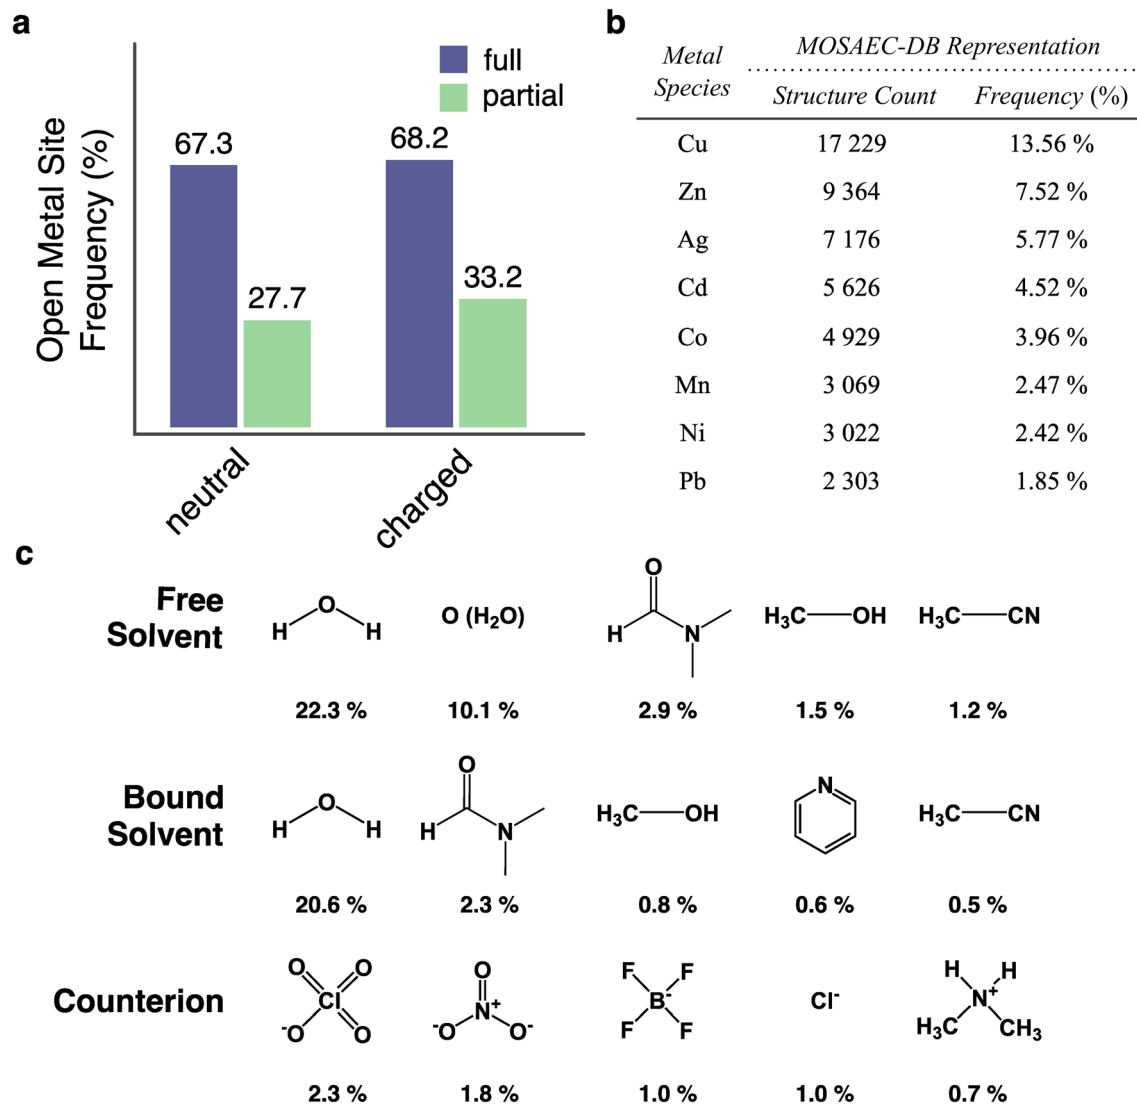 a
full
partial
67.3
27.7
68.2
33.2
Open Metal Site
Frequency (%)
neutral
charged
b
Metal
Species
MOSAEC-DB Representation
Structure Count Frequency (%)
Cu 17 229 13.56 %
Zn 9 364 7.52 %
Ag 7 176 5.77 %
Cd 5 626 4.52 %
Co 4 929 3.96 %
Mn 3 069 2.47 %
Ni 3 022 2.42 %
Pb 2 303 1.85 %
c
Free
Solvent
O
H H
O (H₂O)
O
H N
H₃C OH
H₃C CN
22.3 % 10.1 % 2.9 % 1.5 % 1.2 %
Bound
Solvent
O
H H
O
H N
H₃C OH
N
H₃C CN
20.6 % 2.3 % 0.8 % 0.6 % 0.5 %
Counterion
O O
Cl
⁻O O
O
N⁺
⁻O O⁻
F F
B⁻
F F
Cl⁻
H H
N⁺
H₃C CH₃
2.3 % 1.8 % 1.0 % 1.0 % 0.7 %